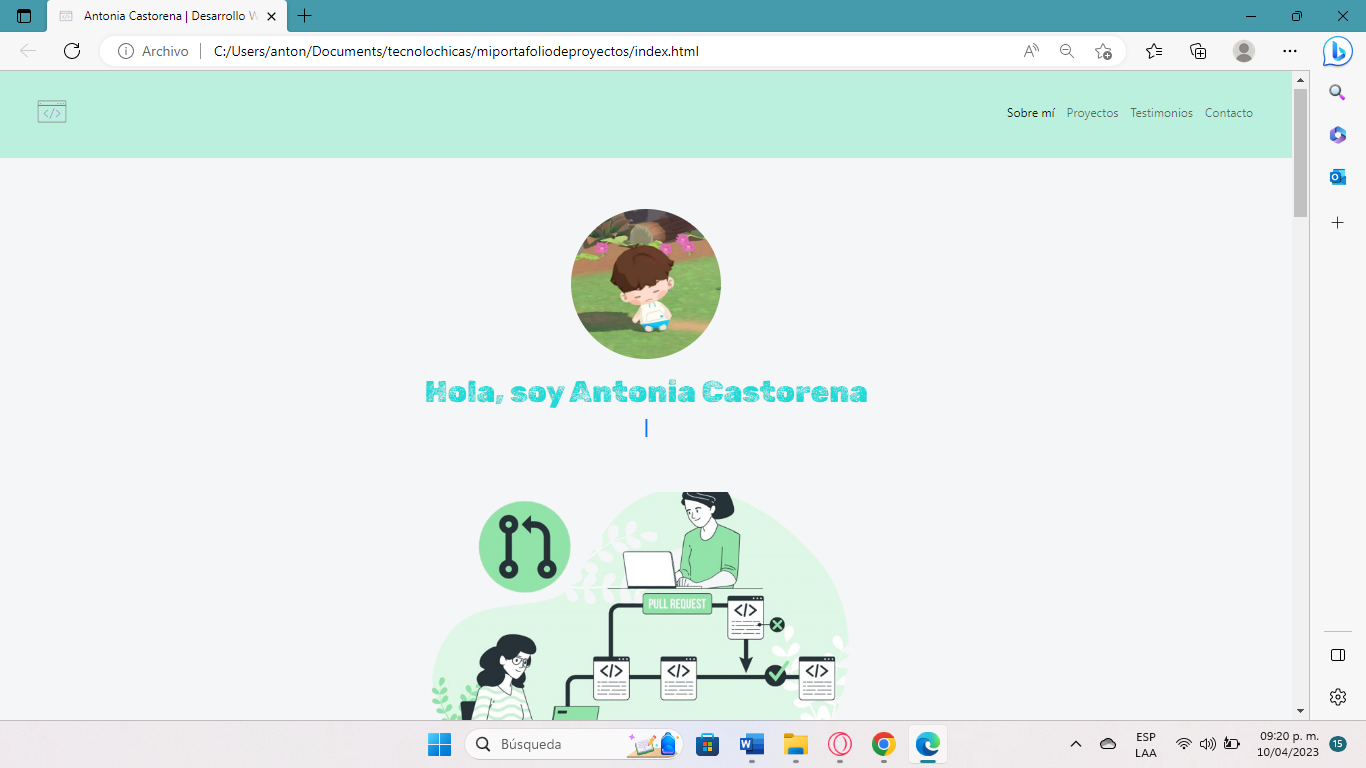 Antonia Castorena | Desarrollo W
Archivo
C:/Users/anton/Documents/tecnolochicas/miportafoliodeproyectos/index.html
</>
Sobre mí Proyectos Testimonios Contacto
Hola, soy Antonia Castorena
PULL REQUEST
</>
</> </> </>
Búsqueda
ESP
LAA
09:20 p. m.
10/04/2023
15